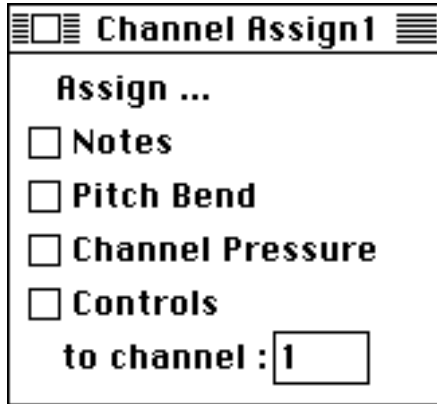 Channel Assign1
Assign ...
Notes
Pitch Bend
Channel Pressure
Controls
to channel : 1